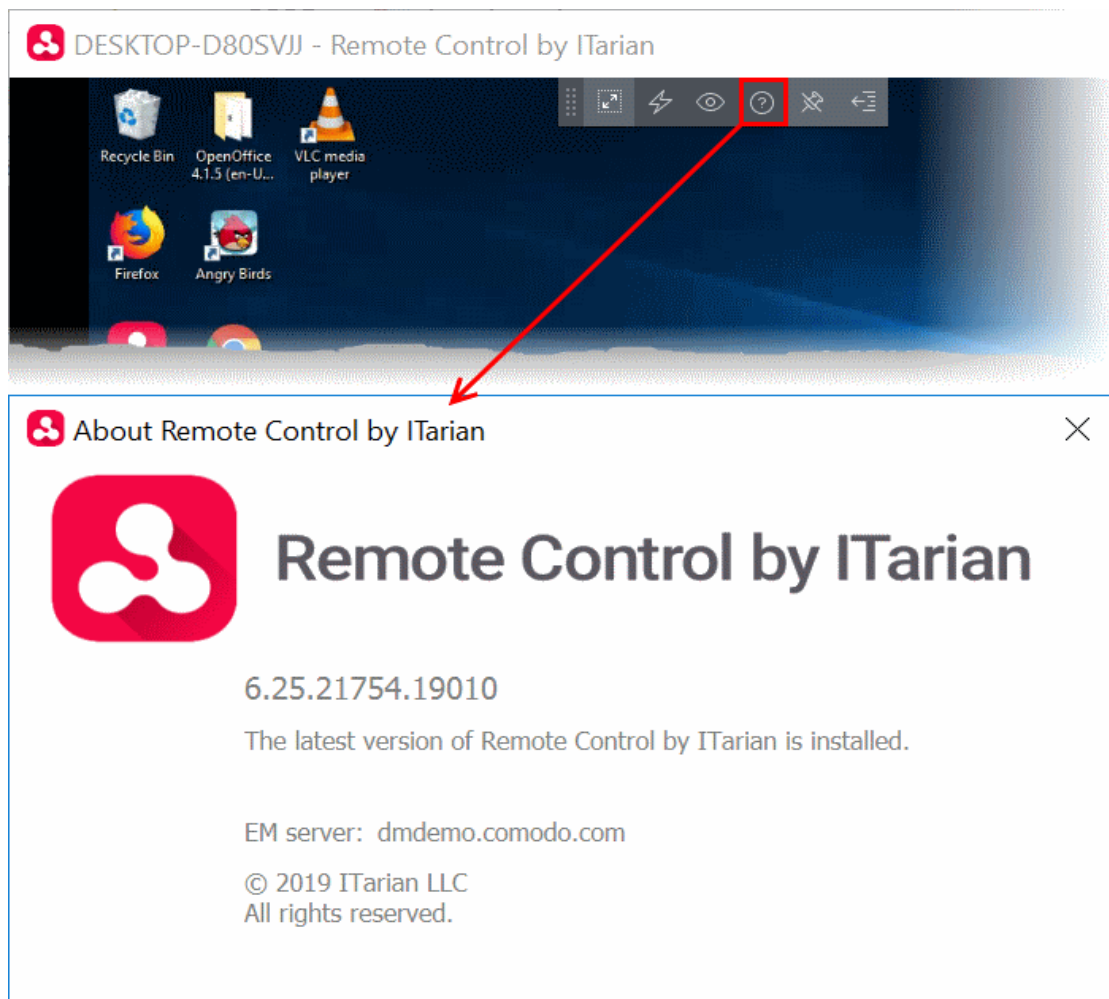 DESKTOP-D80SVJJ - Remote Control by ITarian
Recycle Bin
OpenOffice
4.1.5 (en-U...
VLC media
player
Firefox
Angry Birds
About Remote Control by ITarian
Remote Control by ITarian
6.25.21754.19010
The latest version of Remote Control by ITarian is installed.
EM server: dmdemo.comodo.com
© 2019 ITarian LLC
All rights reserved.